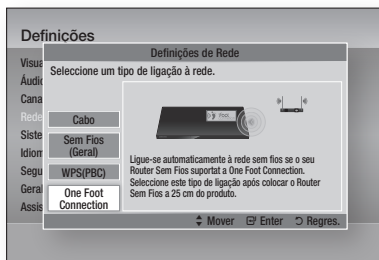 Definições
Definições de Rede
Seleccione um tipo de ligação à rede.
Visua
Áudio
Cana
Rede
Siste
Idiom
Segu
Geral
Assis
Cabo
Sem Fios
(Geral)
WPS(PBC)
One Foot
Connection
Ligue-se automaticamente à rede sem fios se o seu
Router Sem Fios suportat a One Foot Connection.
Seleccione este tipo de ligação após colocar o Router
Sem Fios a 25 cm do produto.
Mover Enter Regres.